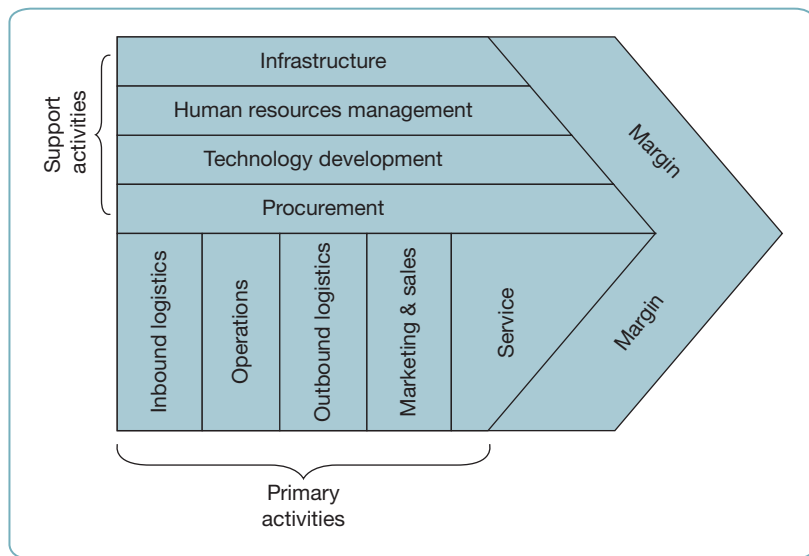 Support
activities
Infrastructure
Human resources management
Technology development
Procurement
Margin
Inbound logistics
Operations
Outbound logistics
Marketing & sales
Service
Margin
Primary
activities